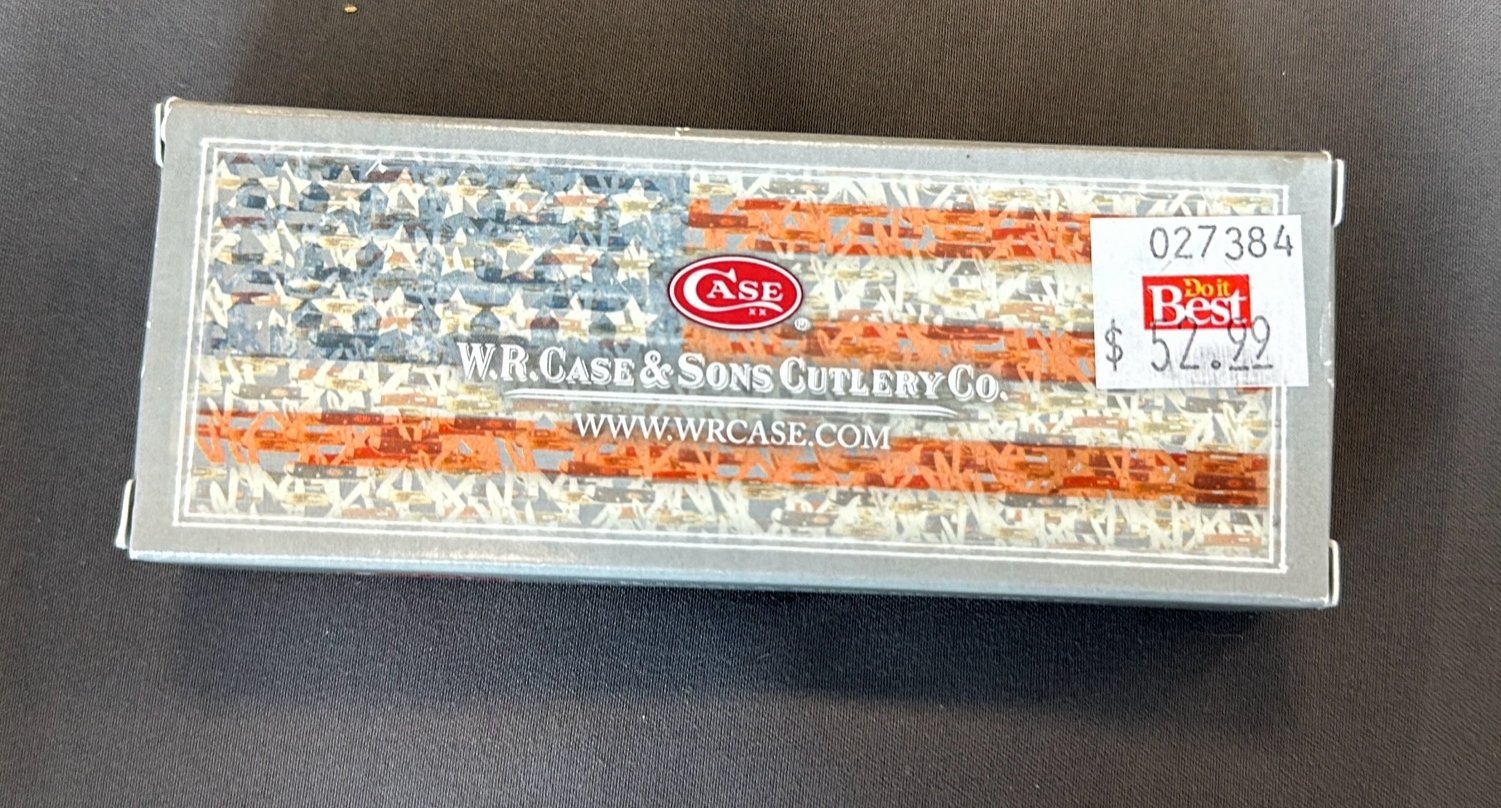 027384
Do it
Best
$ 52.99
CASE
XX
®
W.R. CASE & SONS CUTLERY CO.
WWW.WRCASE.COM